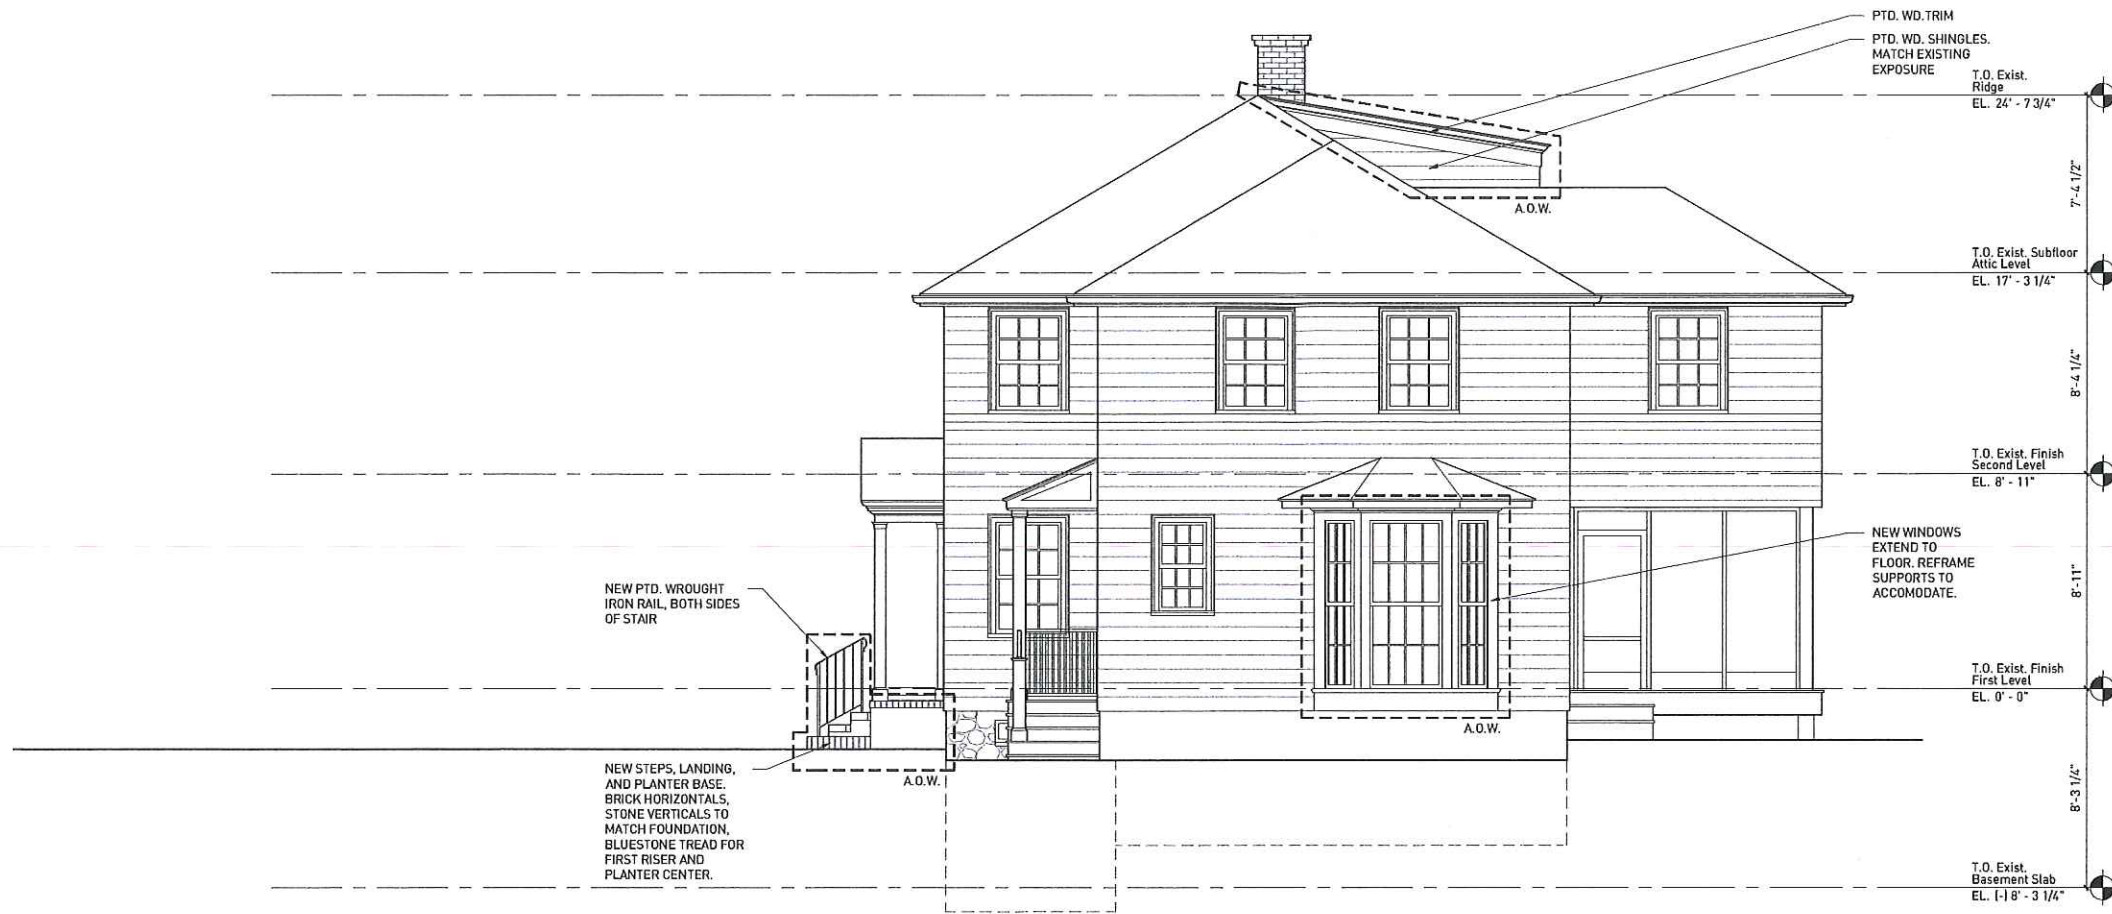 PTD. WD.TRIM
PTD. WD. SHINGLES.
MATCH EXISTING
EXPOSURE
T.O. Exist.
Ridge
EL. 24' - 7 3/4"
7'-4 1/2"
A.O.W.
T.O. Exist. Subfloor
Attic Level
EL. 17' - 3 1/4"
8'-4 1/4"
T.O. Exist. Finish
Second Level
EL. 8' - 11"
NEW WINDOWS
EXTEND TO
FLOOR. REFRAME
SUPPORTS TO
ACCOMODATE.
8'-11"
NEW PTD. WROUGHT
IRON RAIL, BOTH SIDES
OF STAIR
T.O. Exist. Finish
First Level
EL. 0' - 0"
A.O.W.
A.O.W.
NEW STEPS, LANDING,
AND PLANTER BASE.
BRICK HORIZONTALS,
STONE VERTICALS TO
MATCH FOUNDATION,
BLUESTONE TREAD FOR
FIRST RISER AND
PLANTER CENTER.
8'-3 1/4"
T.O. Exist.
Basement Slab
EL. (-) 8' - 3 1/4"